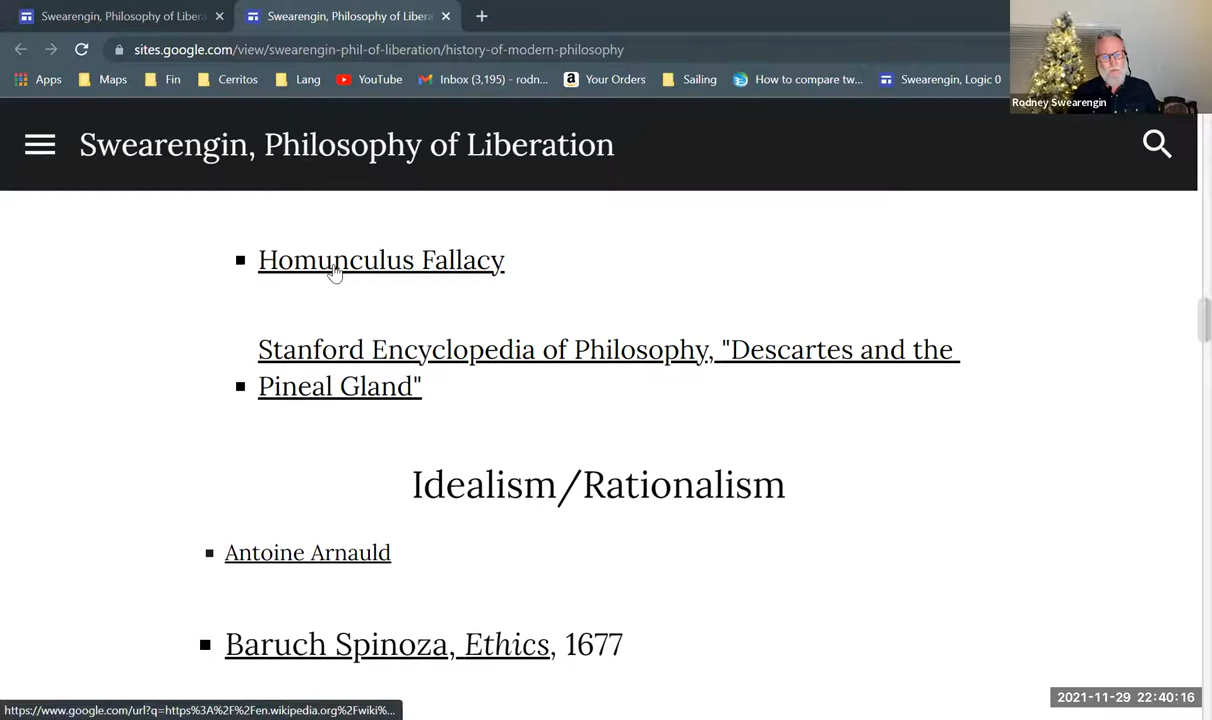 Swearengin, Philosophy of Libera
Swearengin, Philosophy of Libera
sites.google.com/view/swearengin-phil-of-liberation/history-of-modern-philosophy
Apps
Maps
Fin
Cerritos
Lang
YouTube
Inbox (3,195) - rodn...
Your Orders
Sailing
How to compare tw...
Swearengin, Logic 0
Rodney Swearengin
Swearengin, Philosophy of Liberation
Homunculus Fallacy
Stanford Encyclopedia of Philosophy, "Descartes and the
Pineal Gland"
Idealism/Rationalism
Antoine Arnauld
Baruch Spinoza, Ethics, 1677
https://www.google.com/url?q=https%3A%2F%2Fen.wikipedia.org%2Fwiki%...
2021-11-29 22:40:16